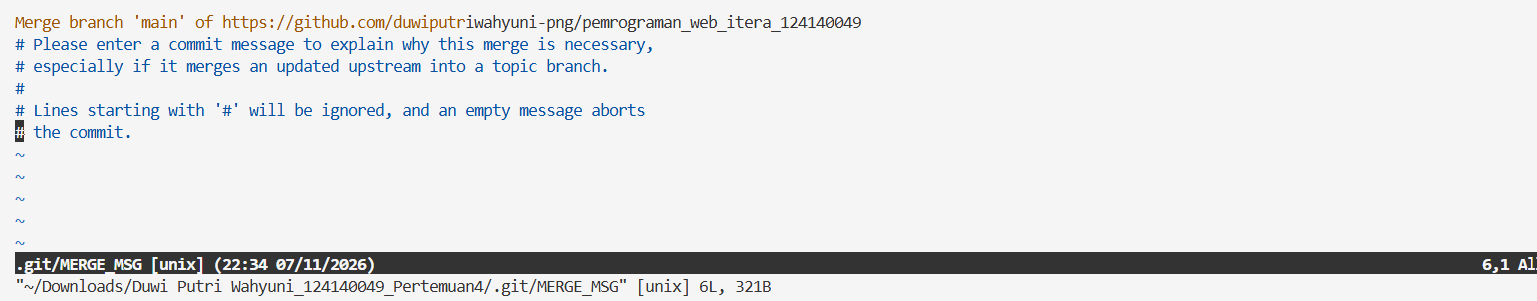 Merge branch 'main' of https://github.com/duwiputriwahyuni-png/pemrograman_web_itera_124140049
# Please enter a commit message to explain why this merge is necessary,
# especially if it merges an updated upstream into a topic branch.
#
# Lines starting with '#' will be ignored, and an empty message aborts
# the commit.
~
~
~
~
~
.git/MERGE_MSG [unix] (22:34 07/11/2026) 6,1 All
"~/Downloads/Duwi Putri Wahyuni_124140049_Pertemuan4/.git/MERGE_MSG" [unix] 6L, 321B